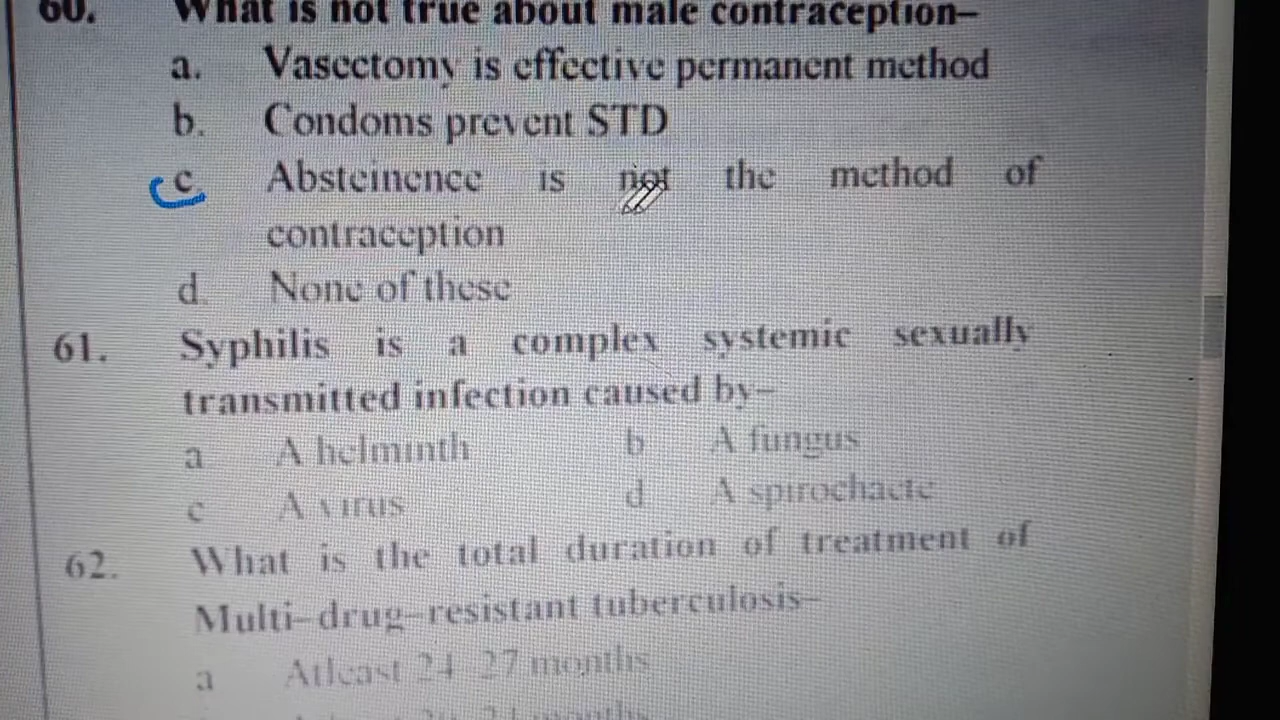 60. What is not true about male contraception–
a. Vasectomy is effective permanent method
b. Condoms prevent STD
c. Absteinence is not the method of
contraception
d. None of these
61. Syphilis is a complex systemic sexually
transmitted infection caused by–
a A helminth b A fungus
c A virus d A spirochaete
62. What is the total duration of treatment of
Multi–drug–resistant tuberculosis–
a Atleast 24 27 months
months